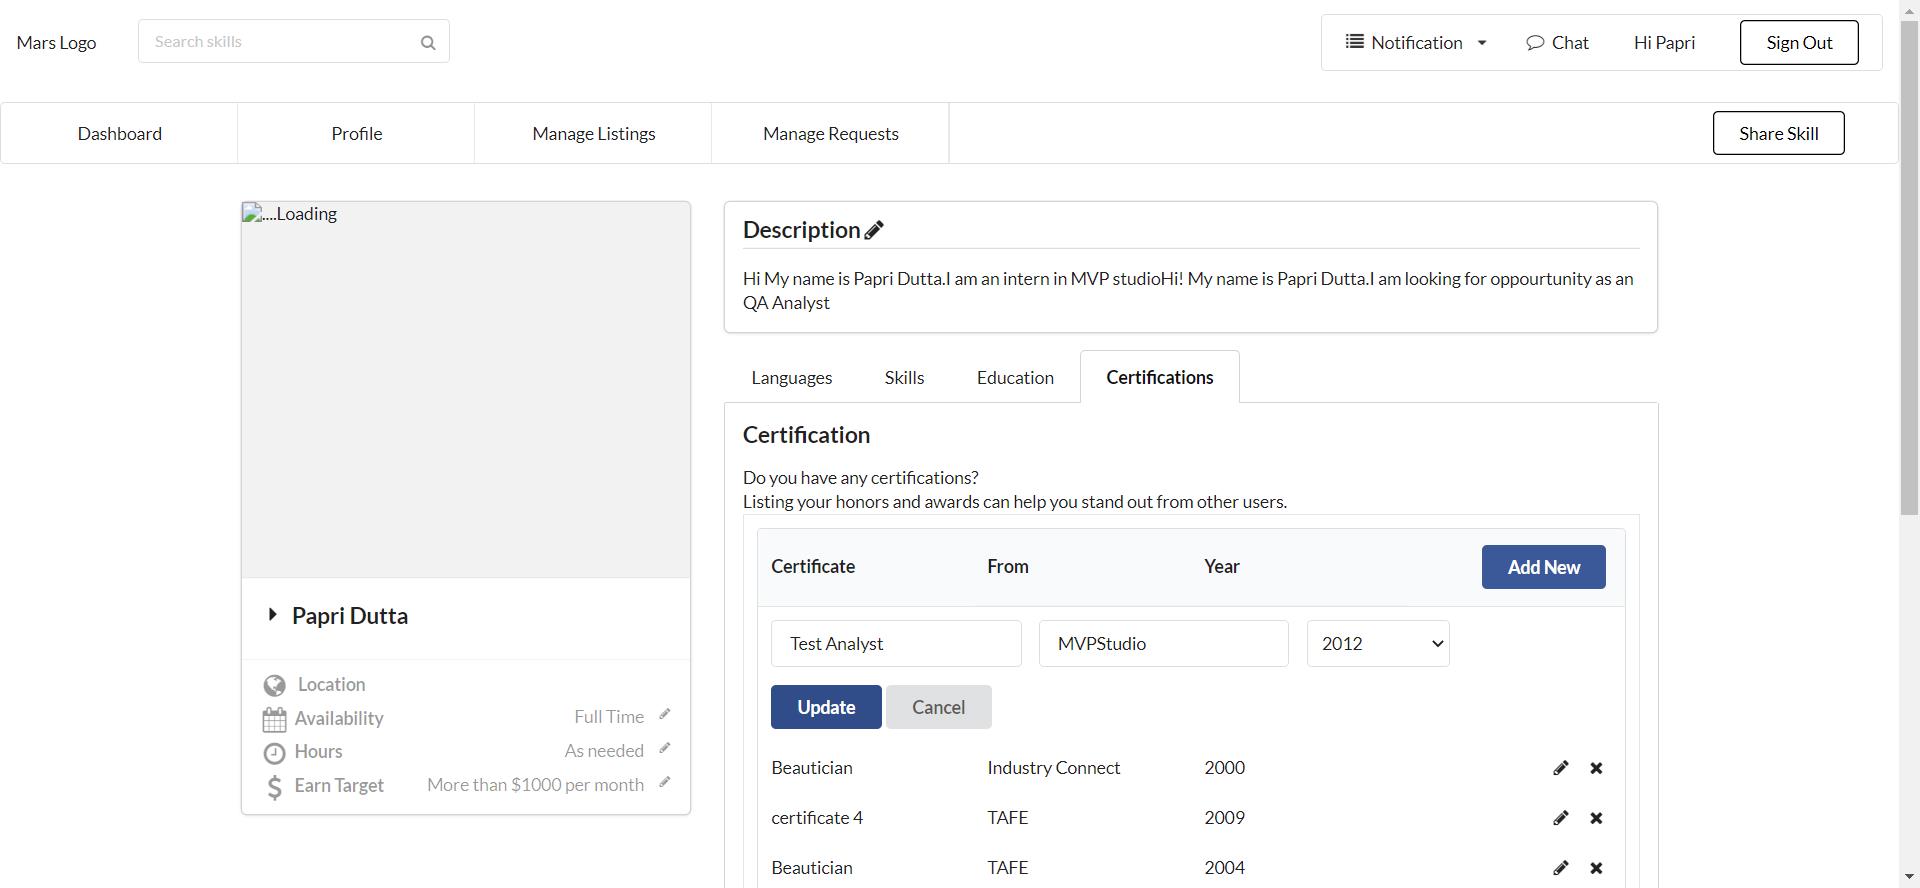 Mars Logo
Search skills
Notification
Chat
Hi Papri
Sign Out
Dashboard
Profile
Manage Listings
Manage Requests
Share Skill
....Loading
Papri Dutta
Location
Availability
Full Time
Hours
As needed
Earn Target
More than $1000 per month
Description
Hi My name is Papri Dutta.I am an intern in MVP studioHi! My name is Papri Dutta.I am looking for oppourtunity as an
QA Analyst
Languages
Skills
Education
Certifications
Certification
Do you have any certifications?
Listing your honors and awards can help you stand out from other users.
Certificate From Year
Add New
Test Analyst MVPStudio 2012
Update Cancel
Beautician Industry Connect 2000
certificate 4 TAFE 2009
Beautician TAFE 2004